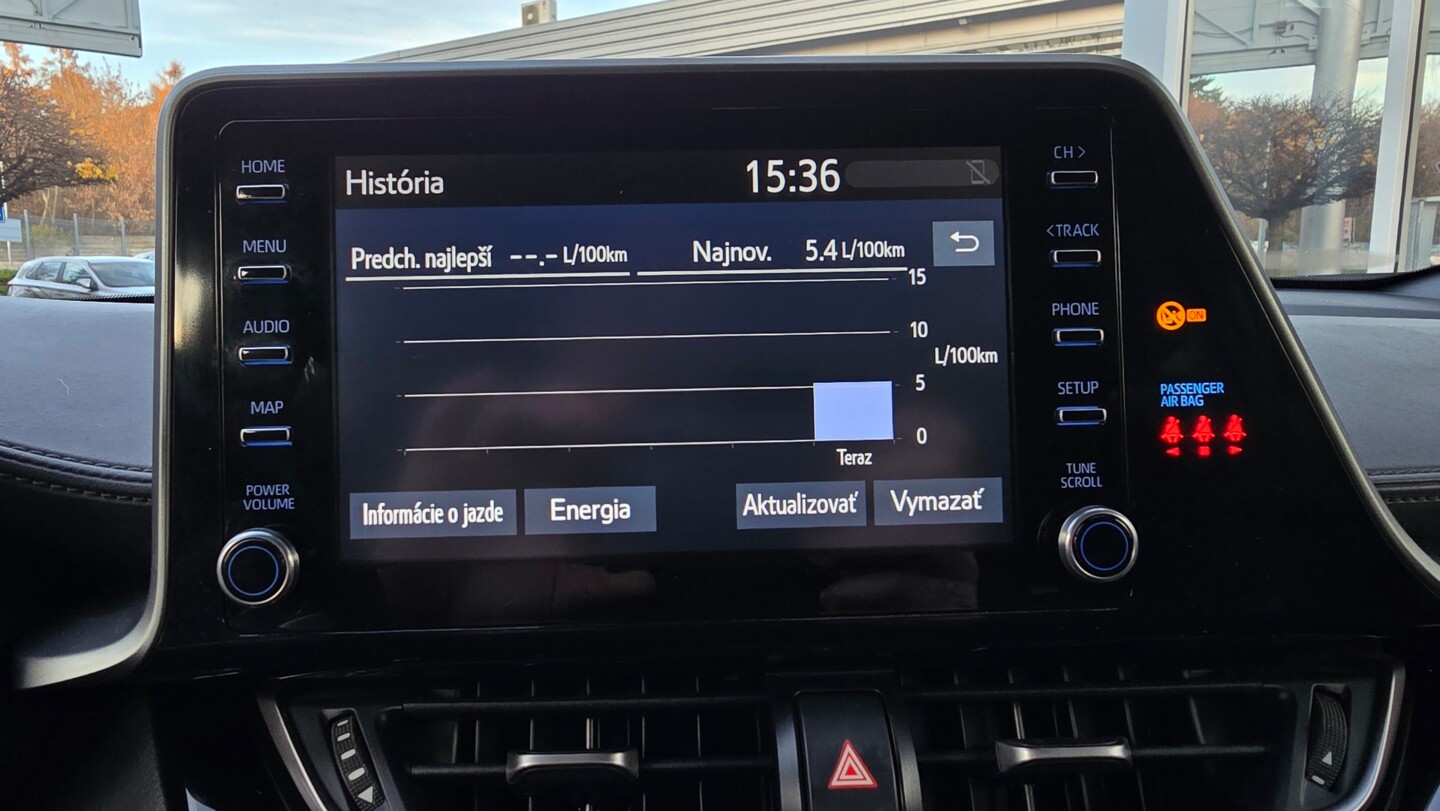 HOME
MENU
AUDIO
MAP
POWER
VOLUME
História 15:36
Predch. najlepší --.- L/100km Najnov. 5.4 L/100km
15
10
L/100km
5
0
Teraz
Informácie o jazde Energia Aktualizovať Vymazať
CH >
<TRACK
PHONE
SETUP
TUNE
SCROLL
ON
PASSENGER
AIR BAG